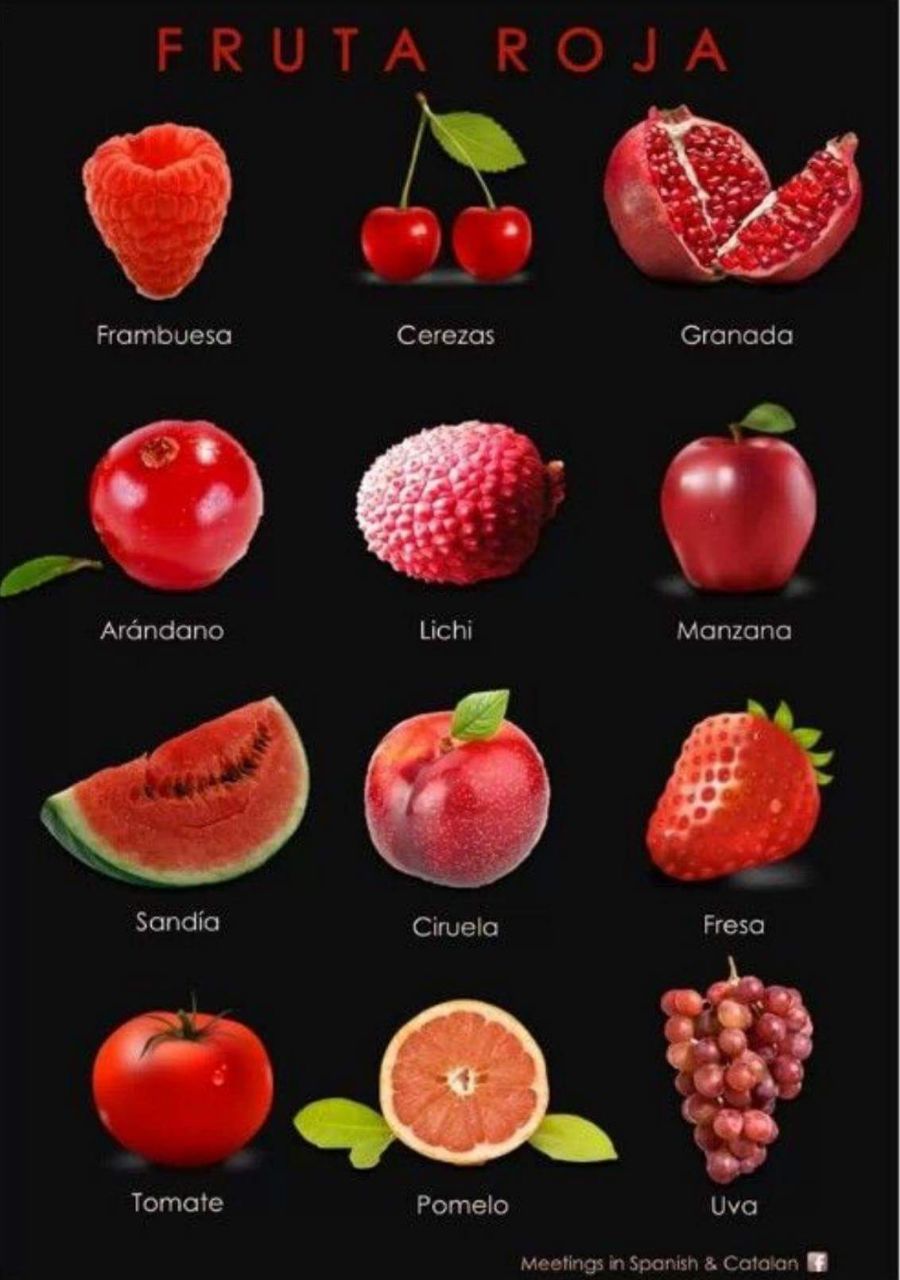 FRUTA ROJA
Frambuesa
Cerezas
Granada
Arándano
Lichi
Manzana
Sandía
Ciruela
Fresa
Tomate
Pomelo
Uva
Meetings in Spanish & Catalan f